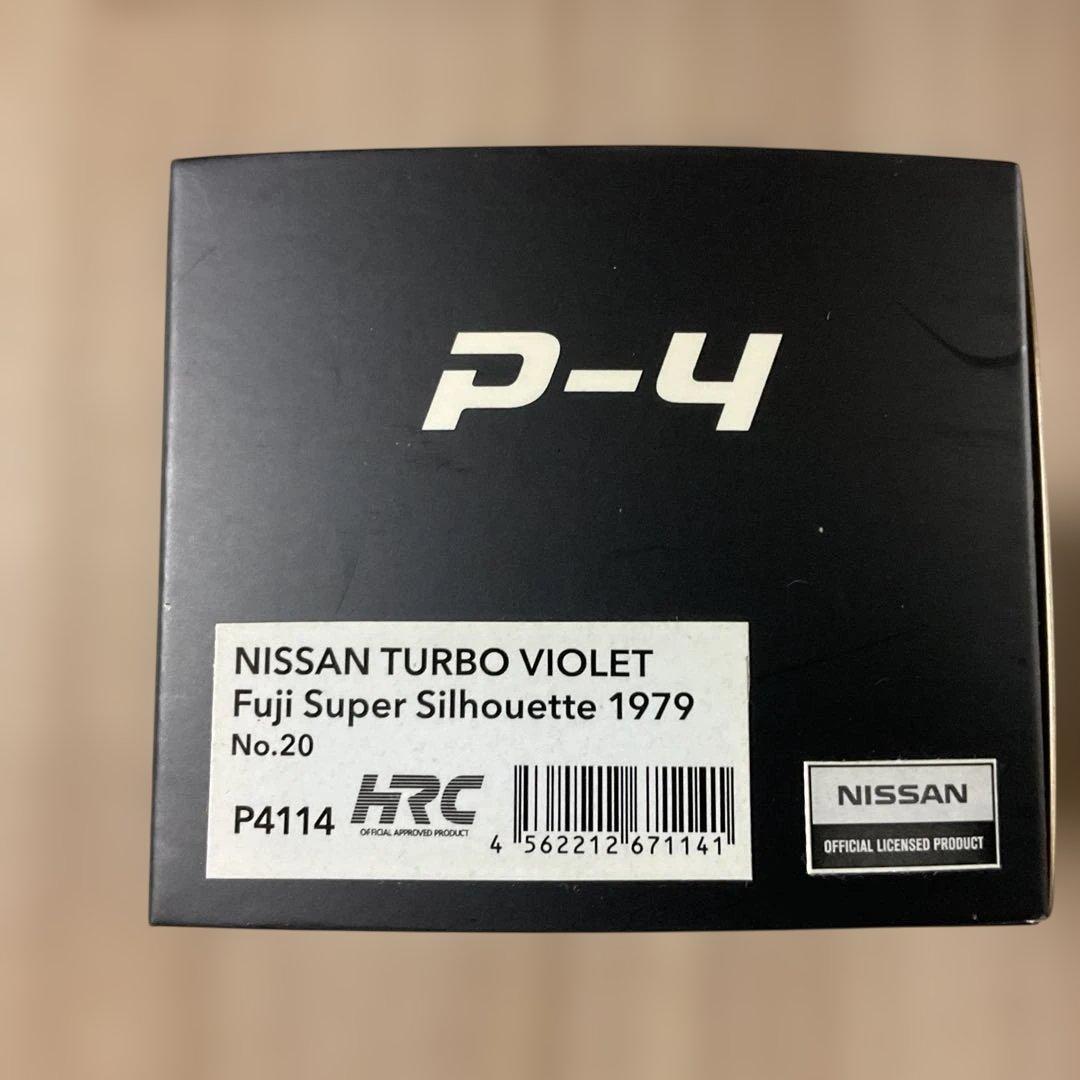 P-4
NISSAN TURBO VIOLET
Fuji Super Silhouette 1979
No.20
P4114
HRC
OFFICIAL APPROVED PRODUCT
4 562212 671141
NISSAN
OFFICIAL LICENSED PRODUCT